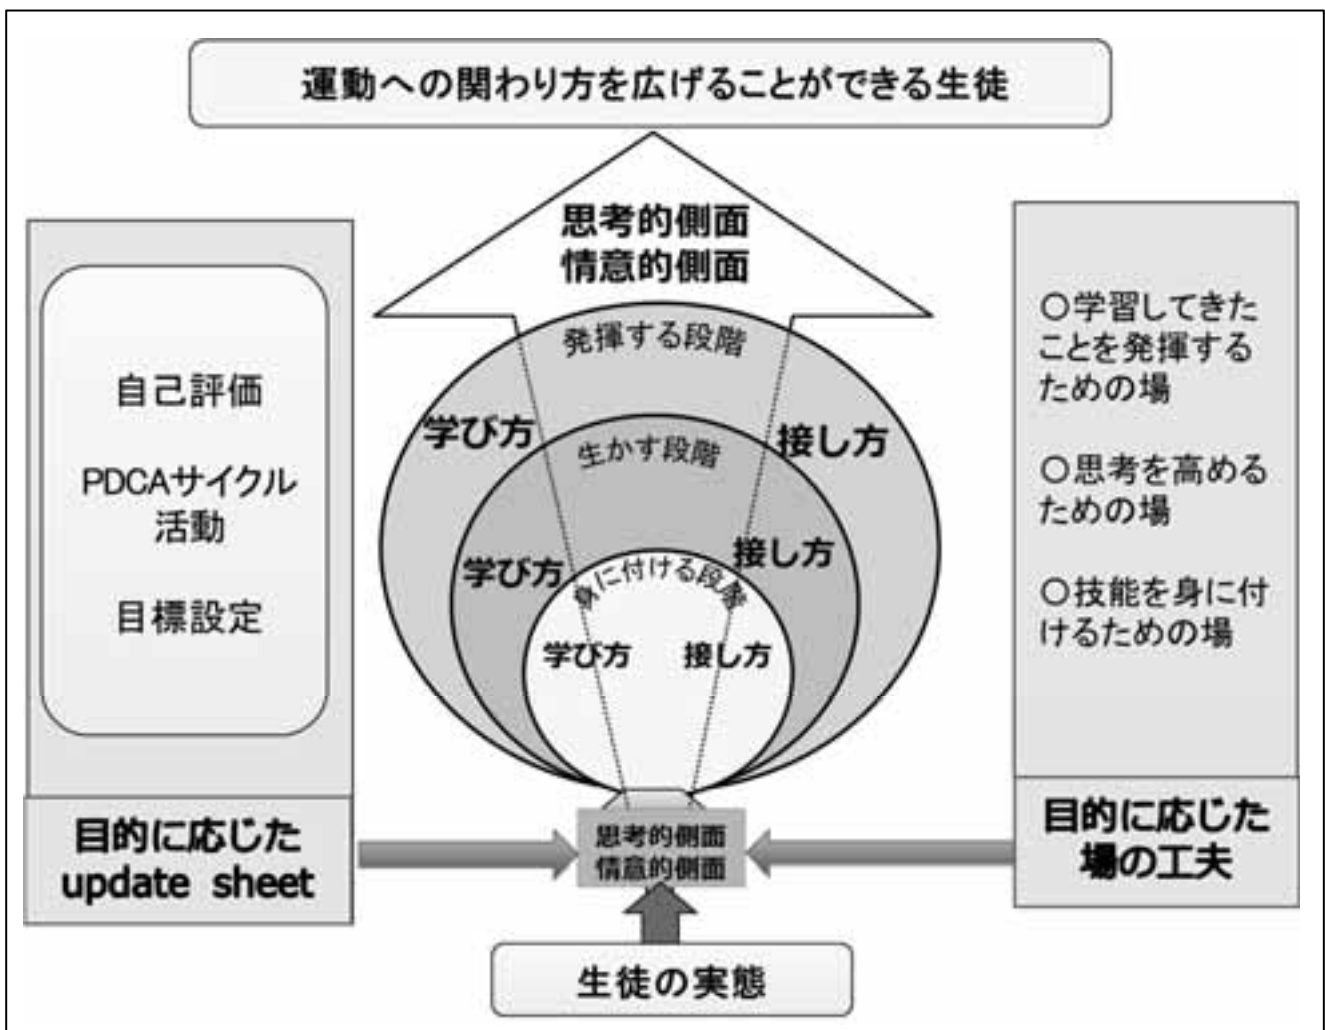 運動への関わり方を広げることができる生徒
思考的側面
情意的側面
発揮する段階
学び方
接し方
生かす段階
学び方
接し方
身に付ける段階
学び方
接し方
自己評価
PDCAサイクル
活動
目標設定
目的に応じた
update sheet
○学習してきた
ことを発揮する
ための場
○思考を高める
ための場
○技能を身に付
けるための場
目的に応じた
場の工夫
思考的側面
情意的側面
生徒の実態